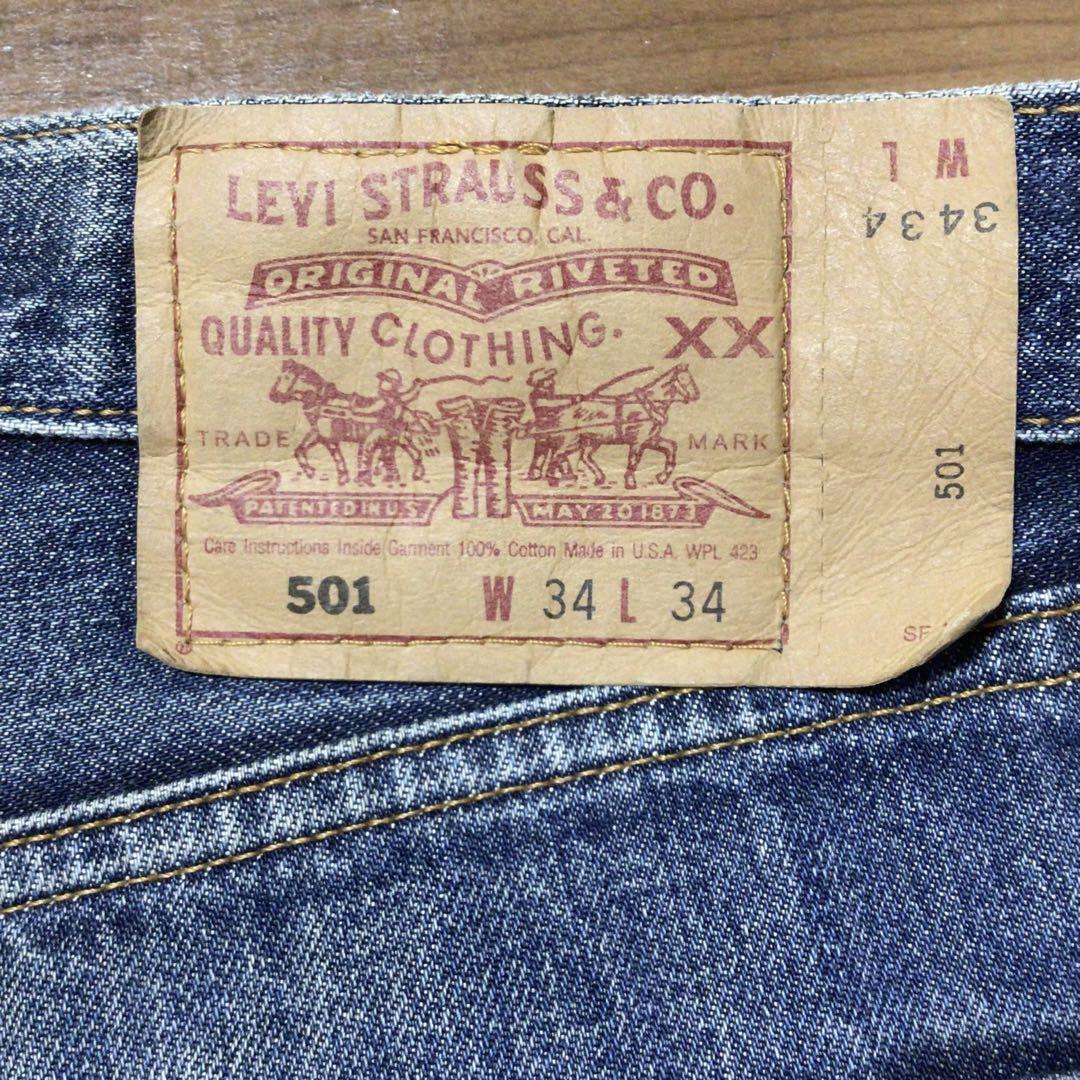 LEVI STRAUSS & CO.
SAN FRANCISCO, CAL.
ORIGINAL RIVETED
QUALITY CLOTHING. XX
TRADE MARK
PATENTED IN U.S. MAY 20 1873
Care Instructions Inside Garment 100% Cotton Made in U.S.A. WPL 423
501 W 34 L 34
W L
34 34
501
SF